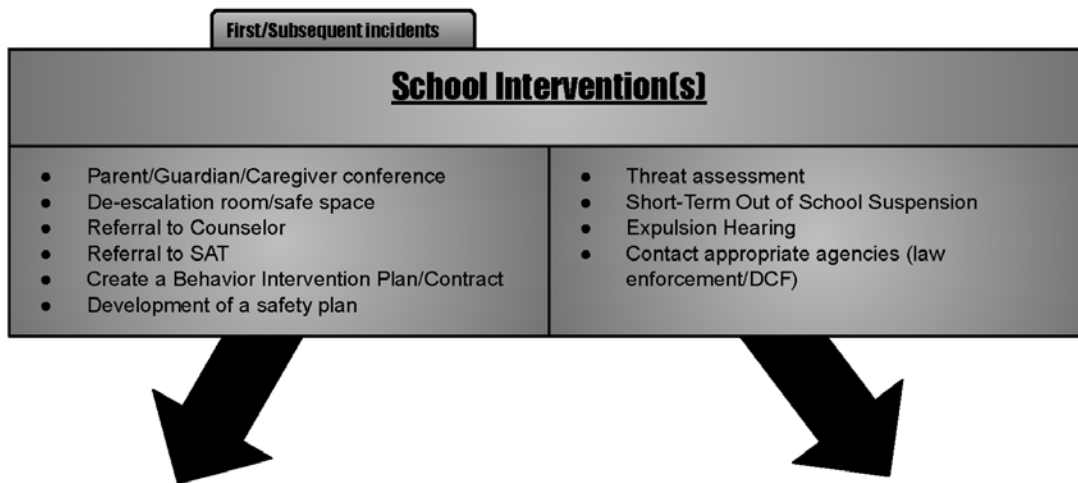 First/Subsequent incidents
School Intervention(s)
● Parent/Guardian/Caregiver conference
● De-escalation room/safe space
● Referral to Counselor
● Referral to SAT
● Create a Behavior Intervention Plan/Contract
● Development of a safety plan
● Threat assessment
● Short-Term Out of School Suspension
● Expulsion Hearing
● Contact appropriate agencies (law
enforcement/DCF)